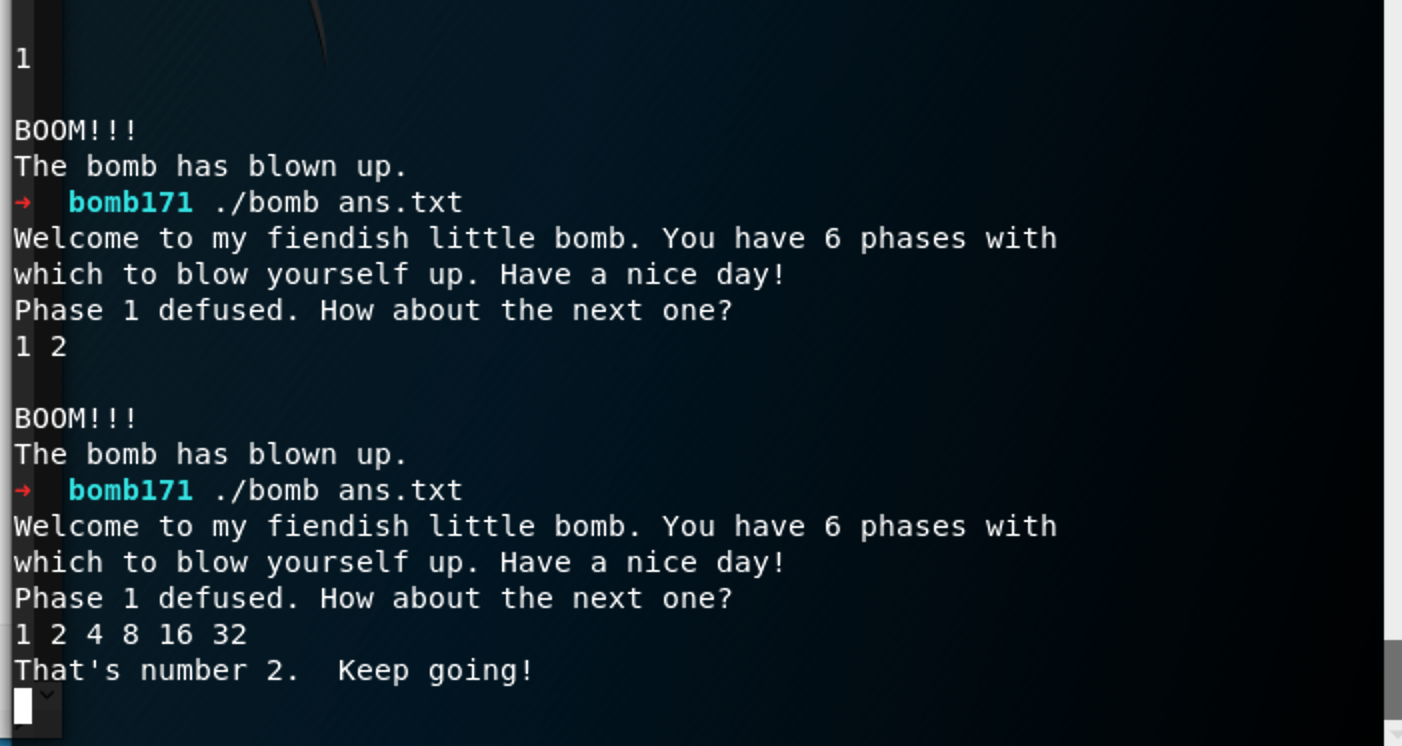 1
BOOM!!!
The bomb has blown up.
➜  bomb171 ./bomb ans.txt
Welcome to my fiendish little bomb. You have 6 phases with
which to blow yourself up. Have a nice day!
Phase 1 defused. How about the next one?
1 2
BOOM!!!
The bomb has blown up.
➜  bomb171 ./bomb ans.txt
Welcome to my fiendish little bomb. You have 6 phases with
which to blow yourself up. Have a nice day!
Phase 1 defused. How about the next one?
1 2 4 8 16 32
That's number 2.  Keep going!